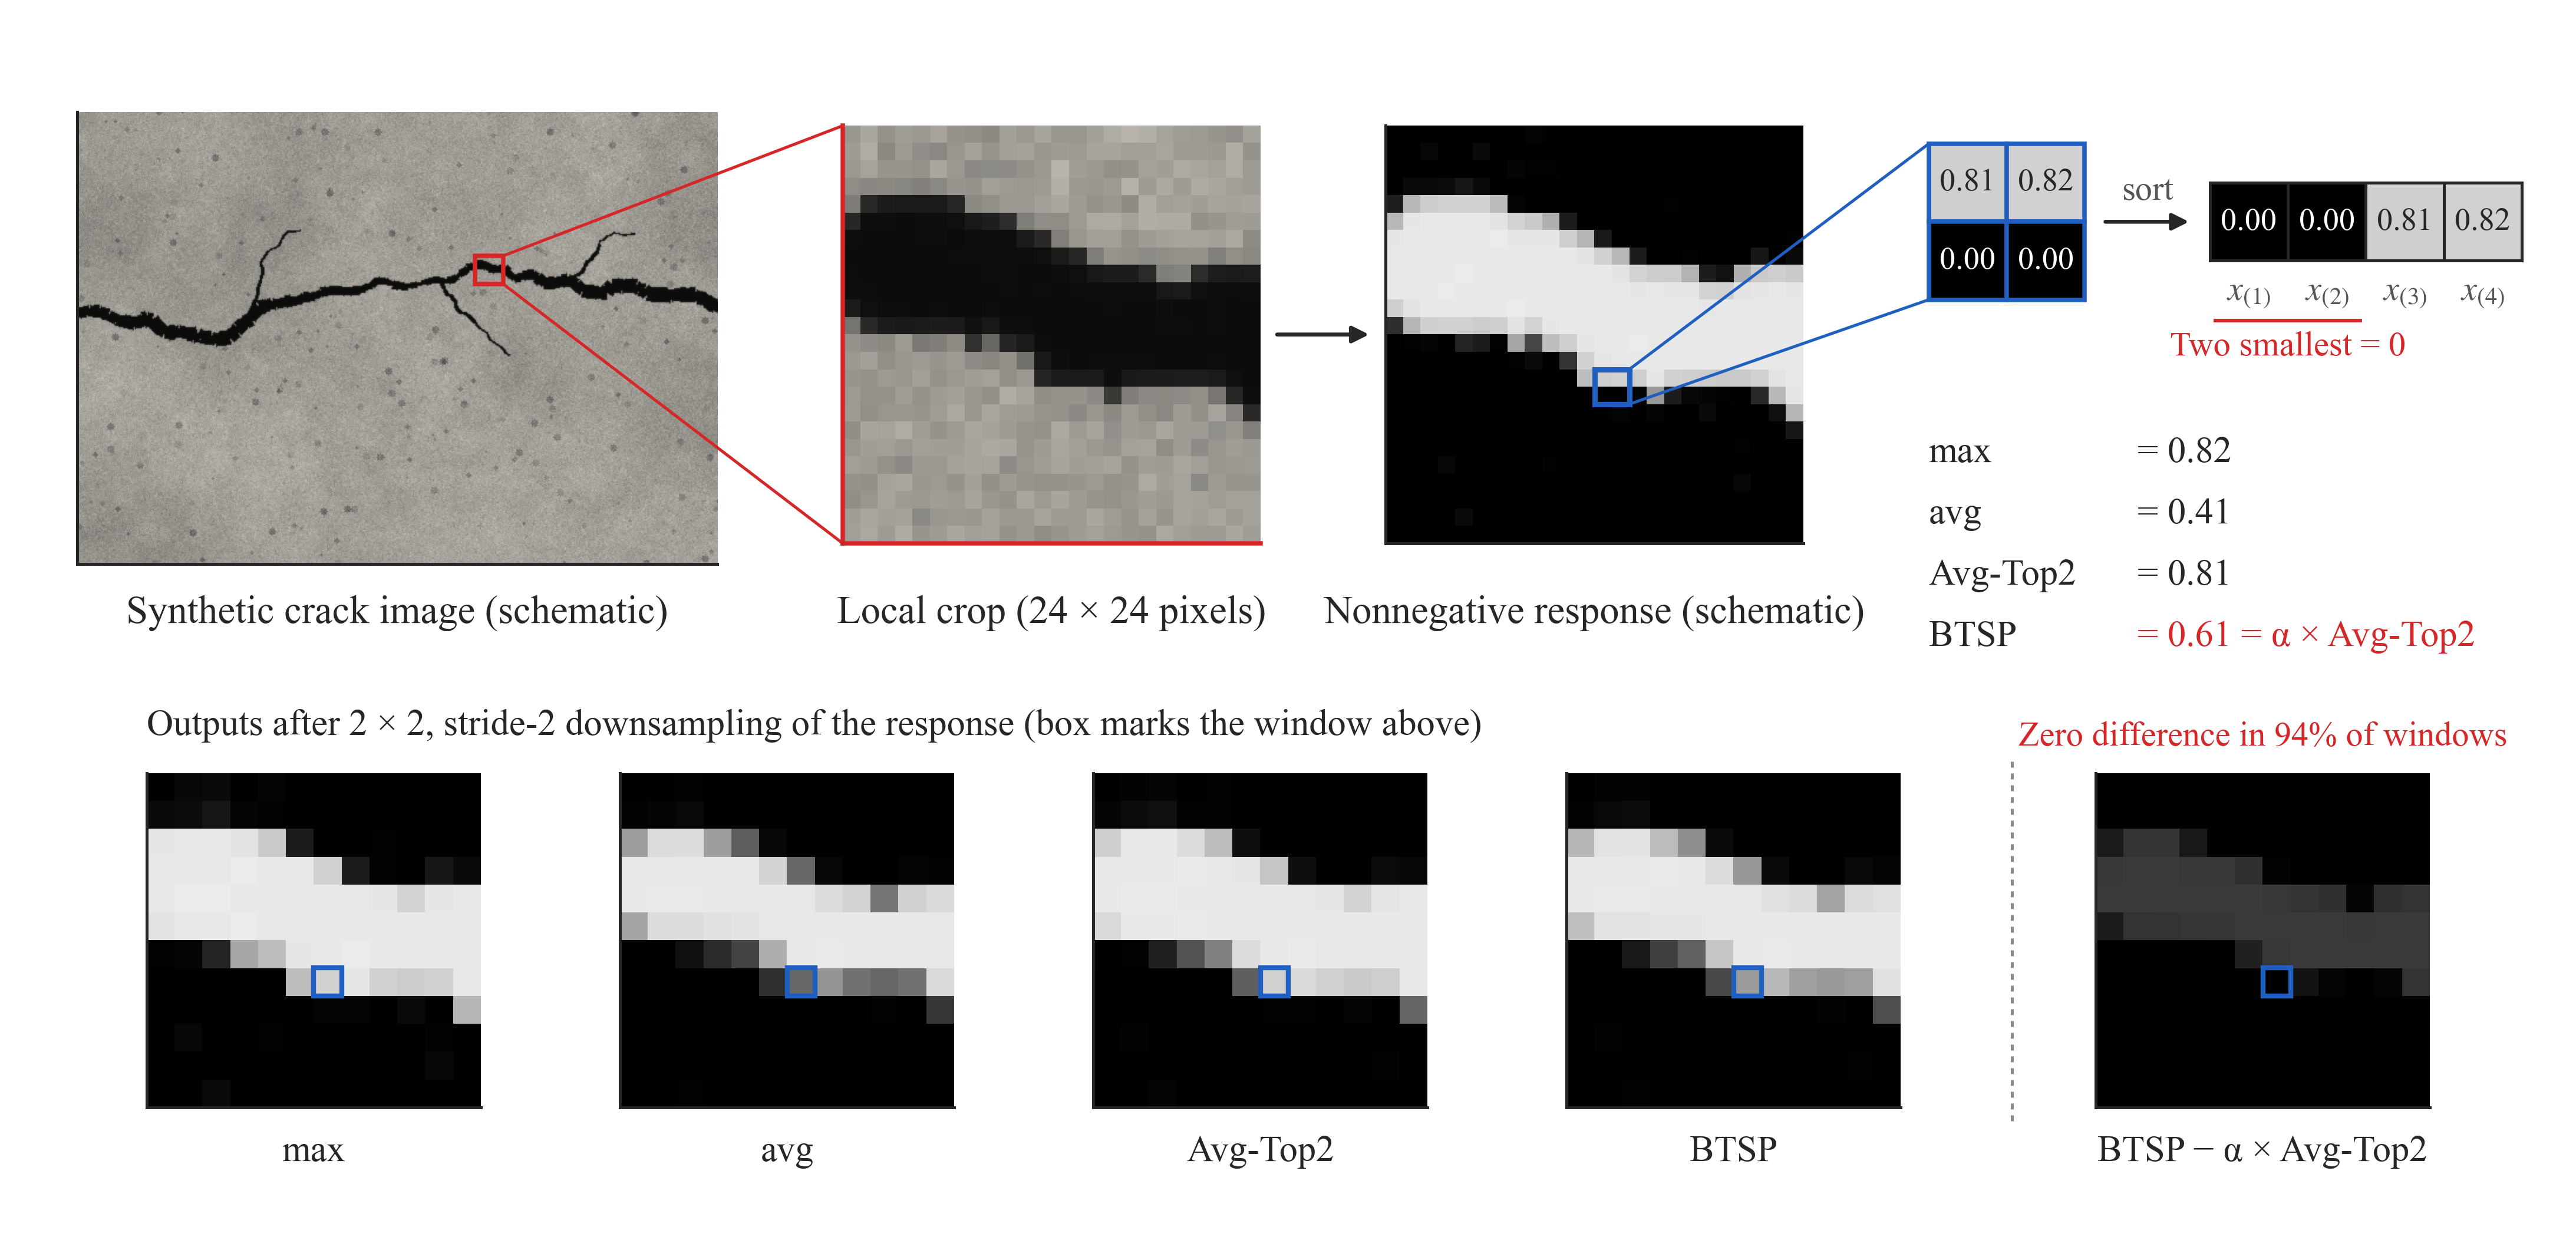 0.81 0.82
0.00 0.00
sort
0.00 0.00 0.81 0.82
x(1) x(2) x(3) x(4)
Two smallest = 0
max = 0.82
avg = 0.41
Avg-Top2 = 0.81
BTSP = 0.61 = α × Avg-Top2
Synthetic crack image (schematic)
Local crop (24 × 24 pixels)
Nonnegative response (schematic)
Outputs after 2 × 2, stride-2 downsampling of the response (box marks the window above)
Zero difference in 94% of windows
max
avg
Avg-Top2
BTSP
BTSP − α × Avg-Top2